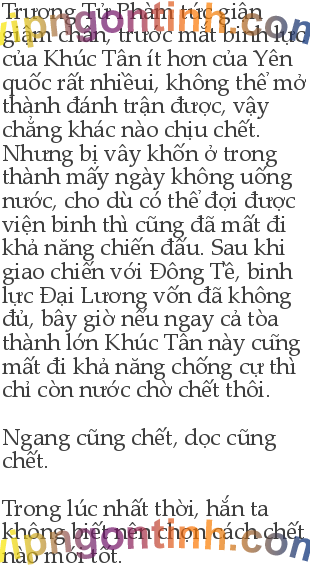 Trương Tử Phàm tức giận
giậm chân, trước mắt binh lực
của Khúc Tân ít hơn của Yên
quốc rất nhiềui, không thể mở
thành đánh trận được, vậy
chẳng khác nào chịu chết.
Nhưng bị vây khốn ở trong
thành mấy ngày không uống
nước, cho dù có thể đợi được
viện binh thì cũng đã mất đi
khả năng chiến đấu. Sau khi
giao chiến với Đông Tề, binh
lực Đại Lương vốn đã không
đủ, bây giờ nếu ngay cả tòa
thành lớn Khúc Tân này cũng
mất đi khả năng chống cự thì
chỉ còn nước chờ chết thôi.
Ngang cũng chết, dọc cũng
chết.
Trong lúc nhất thời, hắn ta
không biết nên chọn cách chết
nào mới tốt.
vipngontinh.com
vipngontinh.com